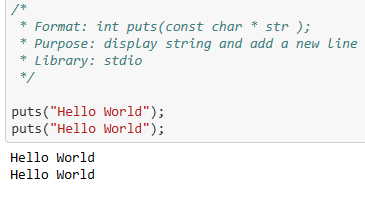 /*
 * Format: int puts(const char * str );
 * Purpose: display string and add a new line
 * Library: stdio
 */
puts("Hello World");
puts("Hello World");
Hello World
Hello World